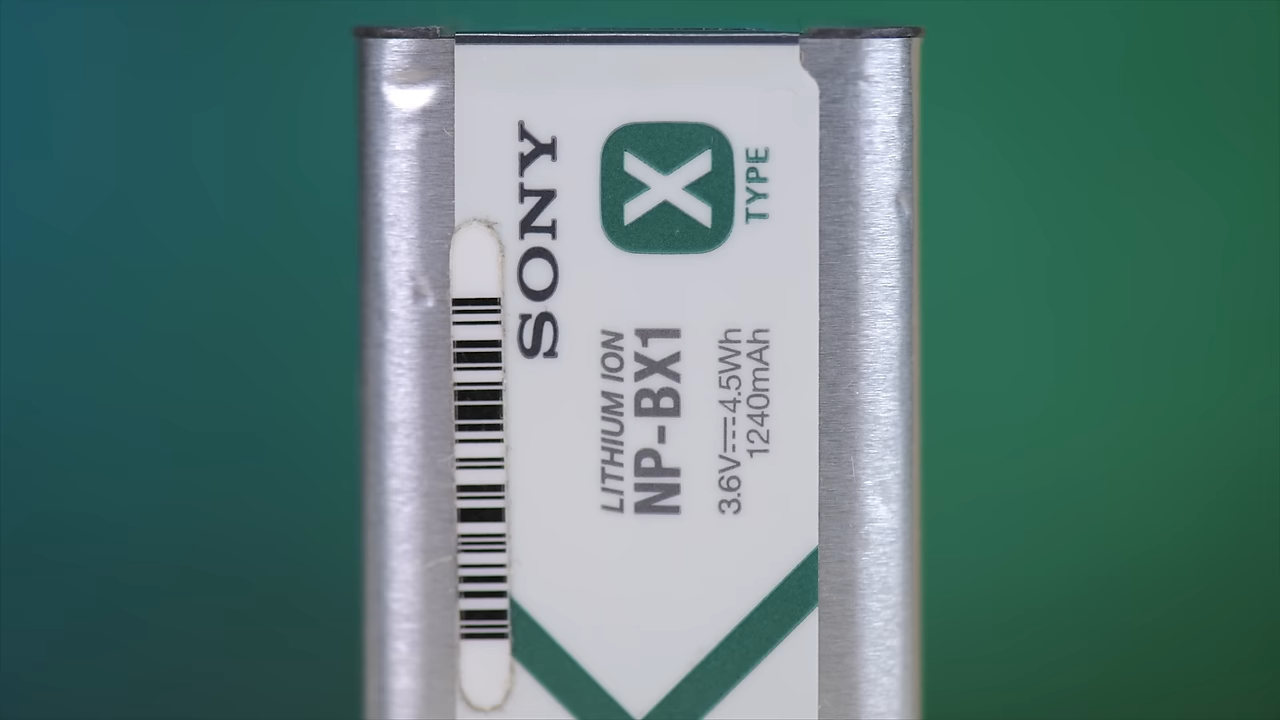 SONY
X
TYPE
LITHIUM ION
NP-BX1
3.6V⎓4.5Wh
1240mAh